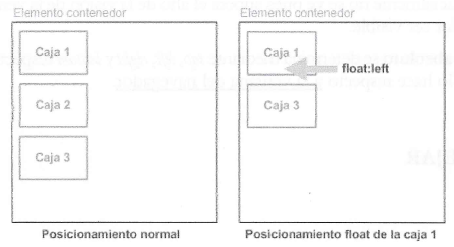 Elemento contenedor
Caja 1
Caja 2
Caja 3
Posicionamiento normal
Elemento contenedor
Caja 1
float:left
Caja 3
Posicionamiento float de la caja 1